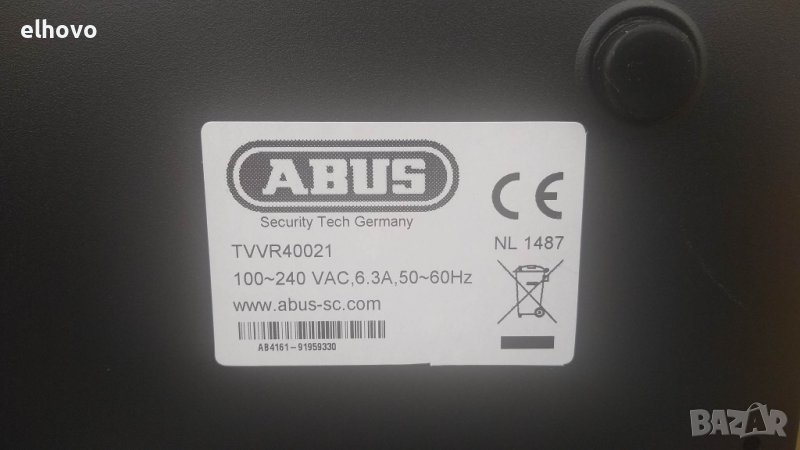 elhovo
ABUS
Security Tech Germany
TVVR40021
100~240 VAC,6.3A,50~60Hz
www.abus-sc.com
AB4161-91959330
CE
NL 1487
BAZAR